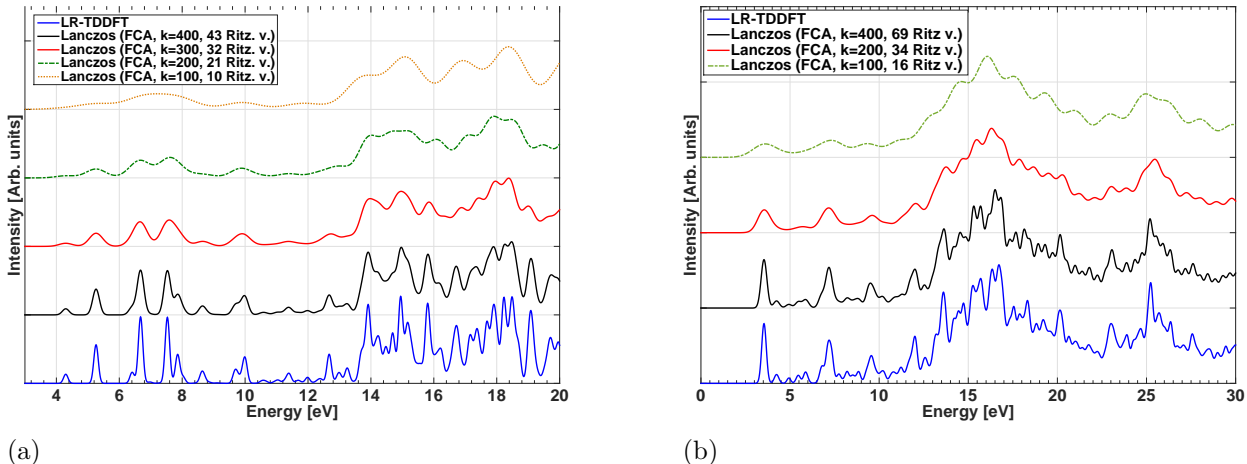 LR-TDDFT
Lanczos (FCA, k=400, 43 Ritz. v.)
Lanczos (FCA, k=300, 32 Ritz. v.)
Lanczos (FCA, k=200, 21 Ritz. v.)
Lanczos (FCA, k=100, 10 Ritz. v.)
Intensity [Arb. units]
4 6 8 10 12 14 16 18 20
Energy [eV]
(a)
LR-TDDFT
Lanczos (FCA, k=400, 69 Ritz v.)
Lanczos (FCA, k=200, 34 Ritz v.)
Lanczos (FCA, k=100, 16 Ritz v.)
Intensity [Arb. units]
0 5 10 15 20 25 30
Energy [eV]
(b)